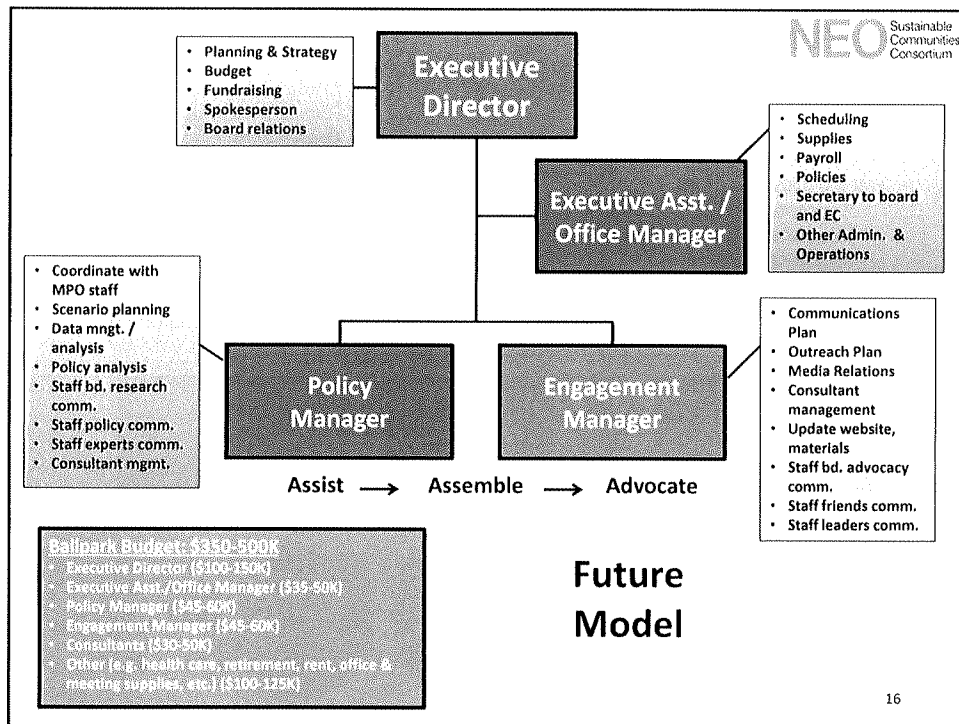 NEO Sustainable
Communities
Consortium
• Planning & Strategy
• Budget
• Fundraising
• Spokesperson
• Board relations
Executive
Director
• Scheduling
• Supplies
• Payroll
• Policies
• Secretary to board
and EC
• Other Admin. &
Operations
Executive Asst. /
Office Manager
• Coordinate with
MPO staff
• Scenario planning
• Data mngt. /
analysis
• Policy analysis
• Staff bd. research
comm.
• Staff policy comm.
• Staff experts comm.
• Consultant mgmt.
Policy
Manager
Engagement
Manager
• Communications
Plan
• Outreach Plan
• Media Relations
• Consultant
management
• Update website,
materials
• Staff bd. advocacy
comm.
• Staff friends comm.
• Staff leaders comm.
Assist → Assemble → Advocate
Ballpark Budget: $350-500K
• Executive Director ($100-150K)
• Executive Asst./Office Manager ($35-50K)
• Policy Manager ($45-60K)
• Engagement Manager ($45-60K)
• Consultants ($30-50K)
• Other (e.g. health care, retirement, rent, office &
meeting supplies, etc.) ($100-125K)
Future
Model
16